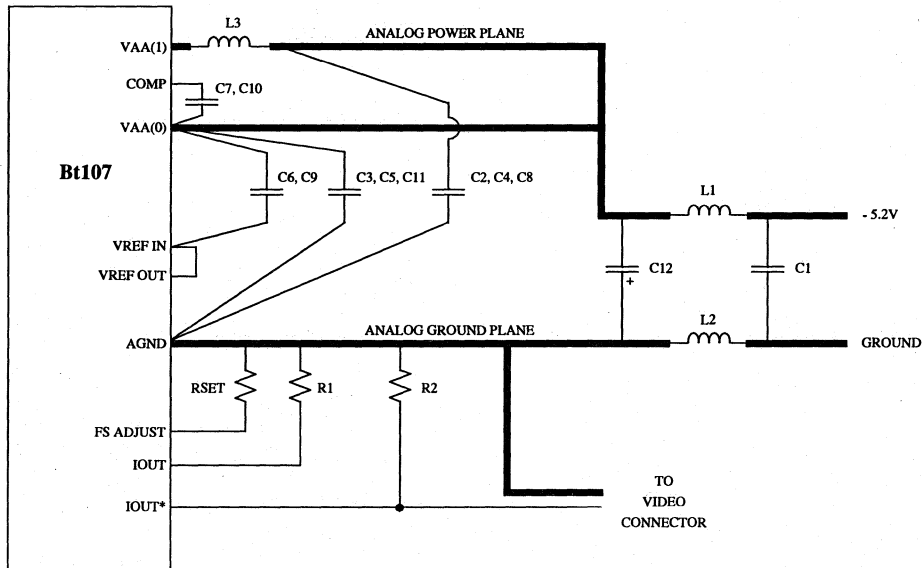 L3
ANALOG POWER PLANE
VAA(1)
COMP
C7, C10
VAA(0)
Bt107
C6, C9
C3, C5, C11
C2, C4, C8
L1
- 5.2V
VREF IN
VREF OUT
C12
+
C1
L2
ANALOG GROUND PLANE
AGND
GROUND
RSET
R1
R2
FS ADJUST
IOUT
IOUT*
TO
VIDEO
CONNECTOR